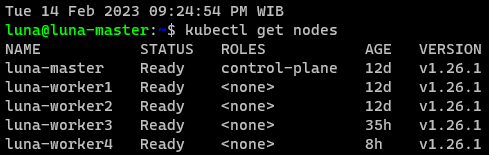 Tue 14 Feb 2023 09:24:54 PM WIB
luna@luna-master:~$ kubectl get nodes
NAME STATUS ROLES AGE VERSION
luna-master Ready control-plane 12d v1.26.1
luna-worker1 Ready <none> 12d v1.26.1
luna-worker2 Ready <none> 12d v1.26.1
luna-worker3 Ready <none> 35h v1.26.1
luna-worker4 Ready <none> 8h v1.26.1